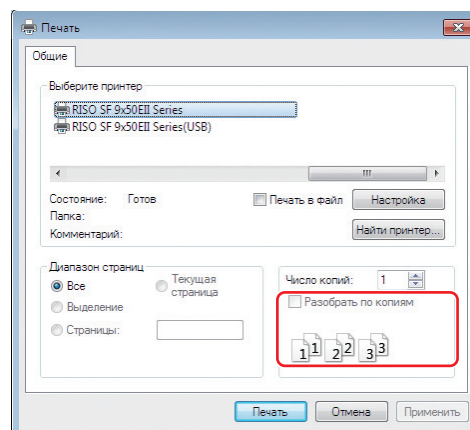 Печать
Общие
Выберите принтер
RISO SF 9x50EII Series
RISO SF 9x50EII Series(USB)
Состояние: Готов
Печать в файл
Настройка
Папка:
Комментарий:
Найти принтер...
Диапазон страниц
Все
Текущая
страница
Выделение
Страницы:
Число копий: 1
Разобрать по копиям
1 1 2 2 3 3
Печать
Отмена
Применить